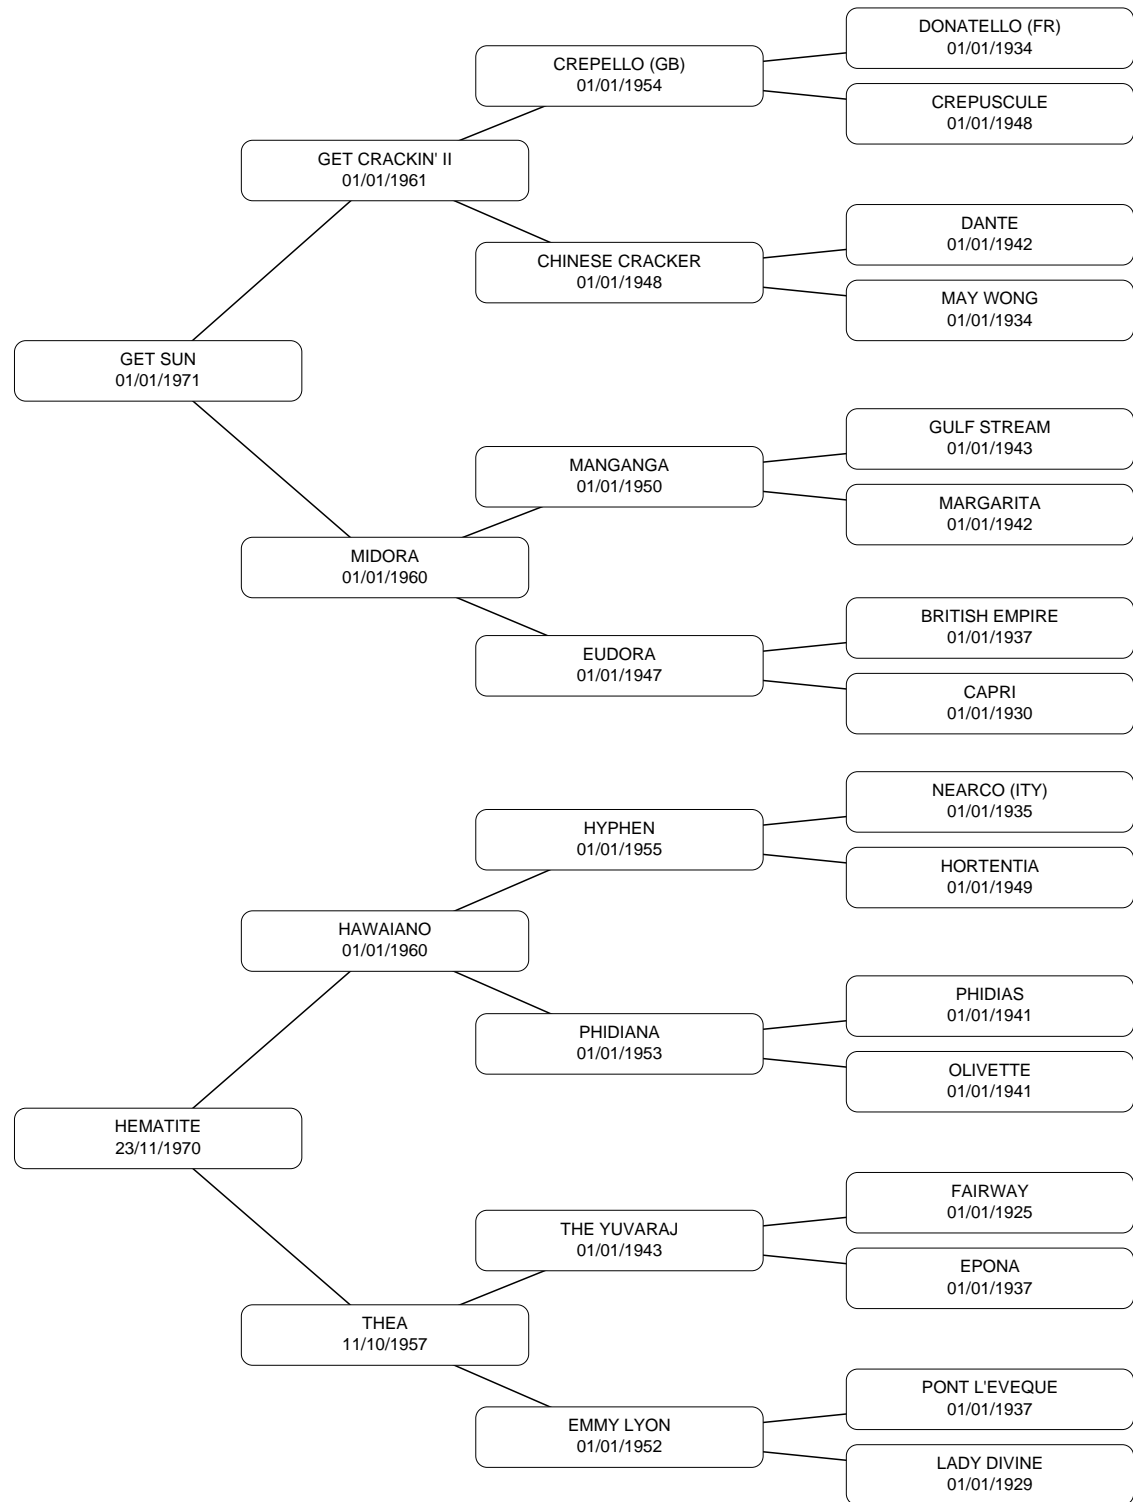 DONATELLO (FR)
01/01/1934
CREPELLO (GB)
01/01/1954
CREPUSCULE
01/01/1948
GET CRACKIN' II
01/01/1961
DANTE
01/01/1942
CHINESE CRACKER
01/01/1948
MAY WONG
01/01/1934
GET SUN
01/01/1971
GULF STREAM
01/01/1943
MANGANGA
01/01/1950
MARGARITA
01/01/1942
MIDORA
01/01/1960
BRITISH EMPIRE
01/01/1937
EUDORA
01/01/1947
CAPRI
01/01/1930
NEARCO (ITY)
01/01/1935
HYPHEN
01/01/1955
HORTENTIA
01/01/1949
HAWAIANO
01/01/1960
PHIDIAS
01/01/1941
PHIDIANA
01/01/1953
OLIVETTE
01/01/1941
HEMATITE
23/11/1970
FAIRWAY
01/01/1925
THE YUVARAJ
01/01/1943
EPONA
01/01/1937
THEA
11/10/1957
PONT L'EVEQUE
01/01/1937
EMMY LYON
01/01/1952
LADY DIVINE
01/01/1929